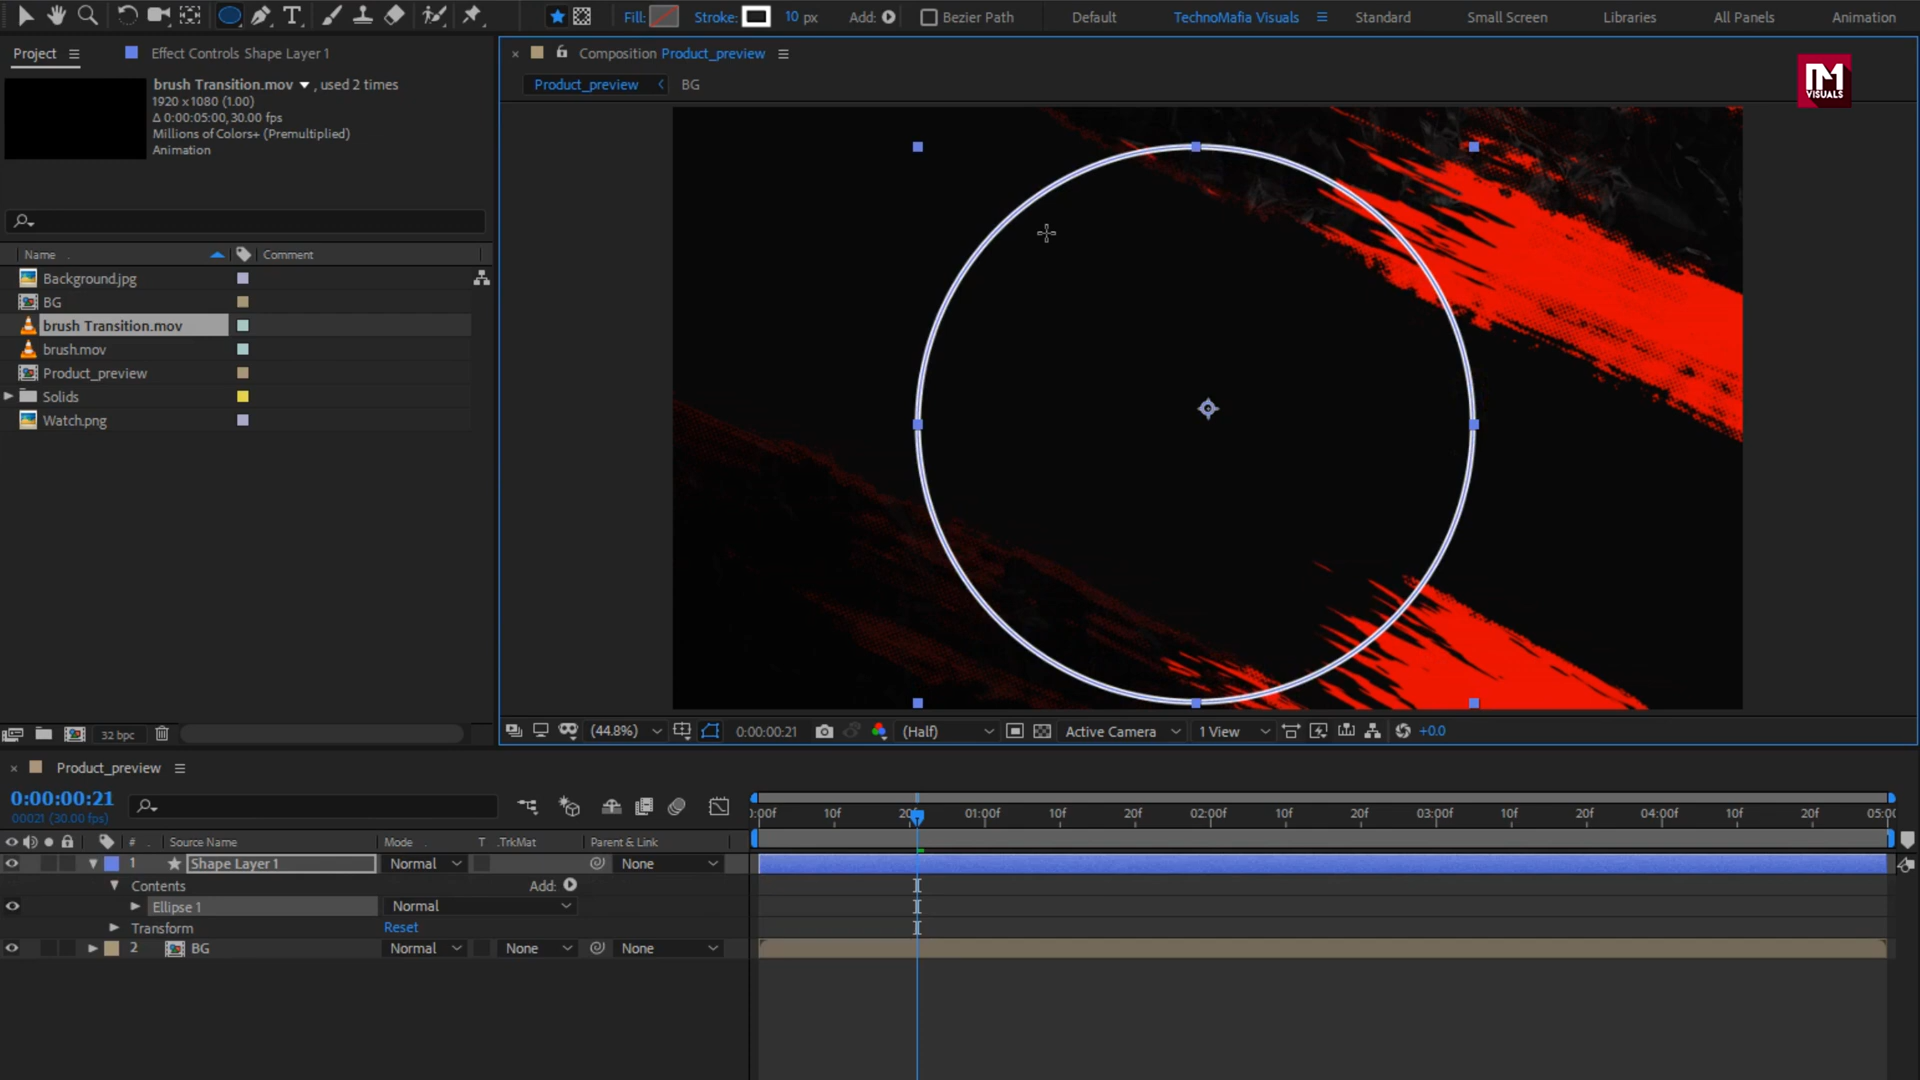 Fill: Stroke: 10 px Add: Bezier Path Default TechnoMafia Visuals Standard Small Screen Libraries All Panels Animation
Project Effect Controls Shape Layer 1
brush Transition.mov , used 2 times
1920 x1080 (1.00)
Δ 0:00:05:00, 30.00 fps
Millions of Colors+ (Premultiplied)
Animation
Name Comment
Background.jpg
BG
brush Transition.mov
brush.mov
Product_preview
Solids
Watch.png
32 bpc
Composition Product_preview
Product_preview BG
VISUALS
(44.8%) 0:00:00:21 (Half) Active Camera 1 View +0.0
Product_preview
0:00:00:21
00021 (30.00 fps)
:00f 10f 20f 01:00f 10f 20f 02:00f 10f 20f 03:00f 10f 20f 04:00f 10f 20f 05:00
# Source Name Mode T .TrkMat Parent & Link
1 Shape Layer 1 Normal None
Contents Add:
Ellipse 1 Normal
Transform Reset
2 BG Normal None None